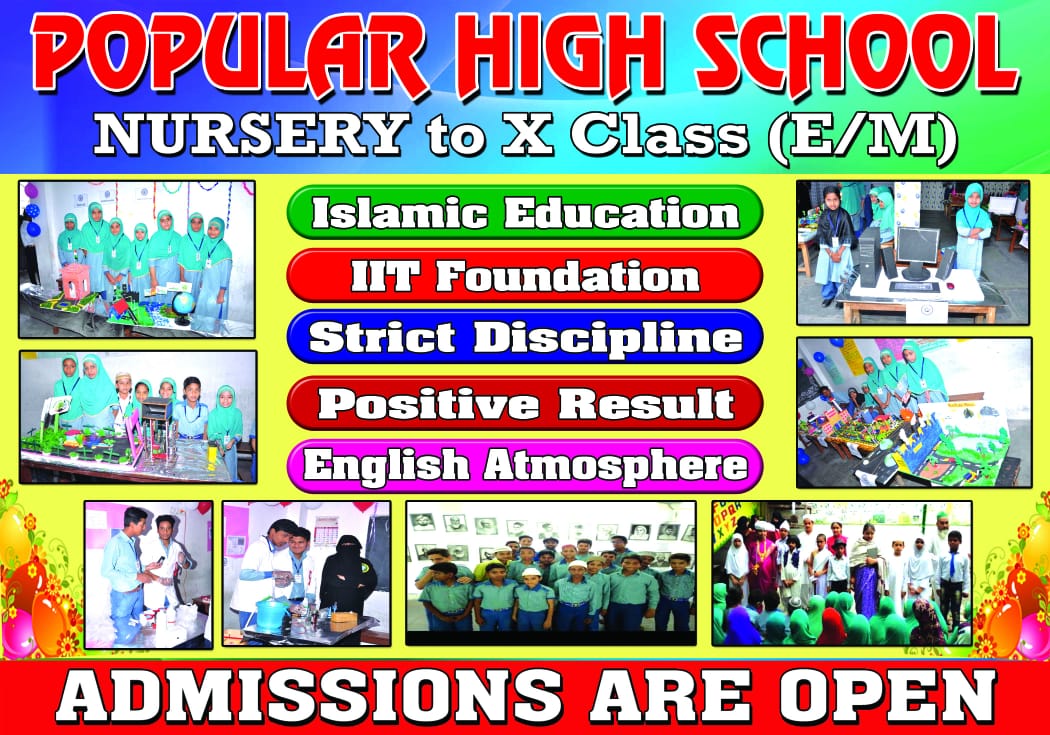 POPULAR HIGH SCHOOL
NURSERY to X Class (E/M)
Islamic Education
IIT Foundation
Strict Discipline
Positive Result
English Atmosphere
ADMISSIONS ARE OPEN